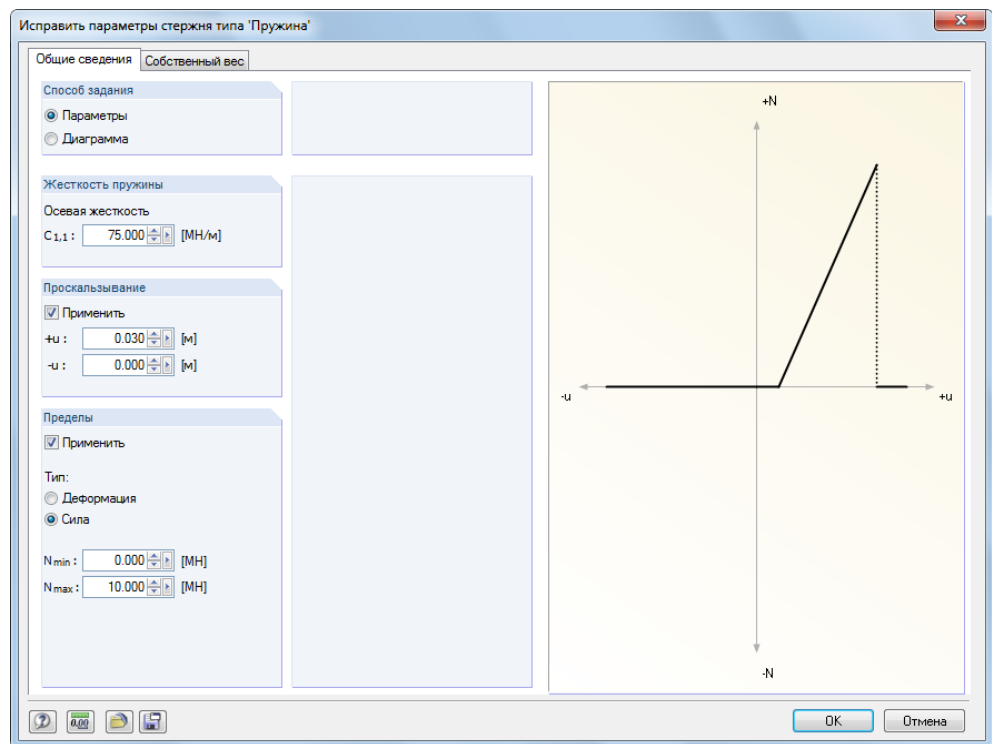 Исправить параметры стержня типа 'Пружина'
Общие сведения
Собственный вес
Способ задания
Параметры
Диаграмма
Жесткость пружины
Осевая жесткость
C1,1 : 75.000 [МН/м]
Проскальзывание
Применить
+u : 0.030 [м]
-u : 0.000 [м]
Пределы
Применить
Тип:
Деформация
Сила
Nmin : 0.000 [МН]
Nmax : 10.000 [МН]
+N
-u
+u
-N
0.00
OK
Отмена